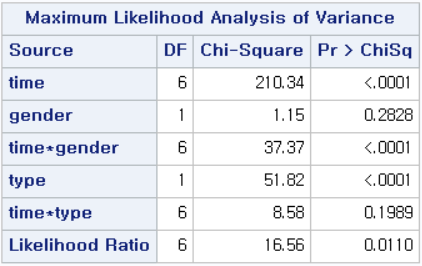 Maximum Likelihood Analysis of Variance
Source DF Chi-Square Pr > ChiSq
time 6 210.34 <.0001
gender 1 1.15 0.2828
time*gender 6 37.37 <.0001
type 1 51.82 <.0001
time*type 6 8.58 0.1989
Likelihood Ratio 6 16.56 0.0110